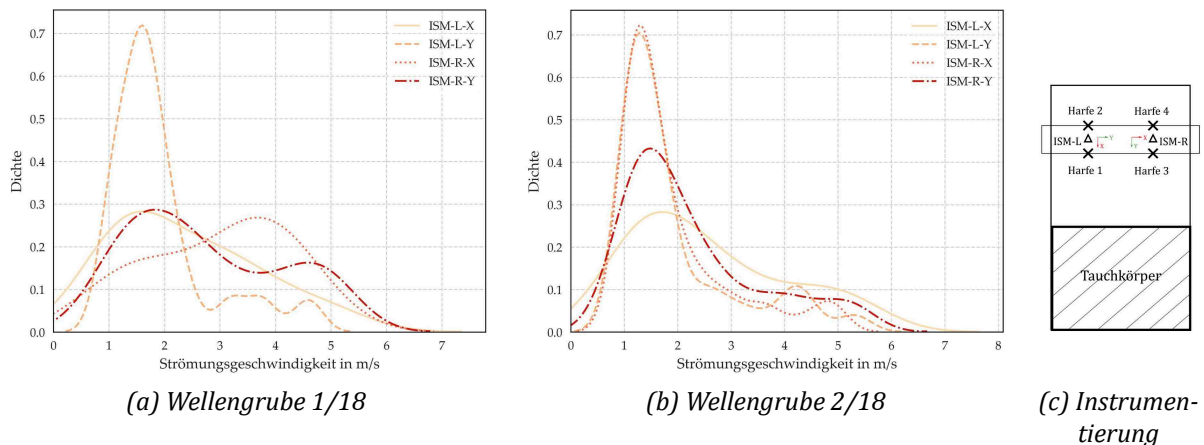 0.7
0.6
0.5
0.4
0.3
0.2
0.1
0.0
Dichte
0 1 2 3 4 5 6 7
Strömungsgeschwindigkeit in m/s
ISM-L-X
ISM-L-Y
ISM-R-X
ISM-R-Y
(a) Wellengrube 1/18
0.7
0.6
0.5
0.4
0.3
0.2
0.1
0.0
Dichte
0 1 2 3 4 5 6 7 8
Strömungsgeschwindigkeit in m/s
ISM-L-X
ISM-L-Y
ISM-R-X
ISM-R-Y
(b) Wellengrube 2/18
Harfe 2 Harfe 4
ISM-L Y X X Y ISM-R
Harfe 1 Harfe 3
Tauchkörper
(c) Instrumen-
tierung